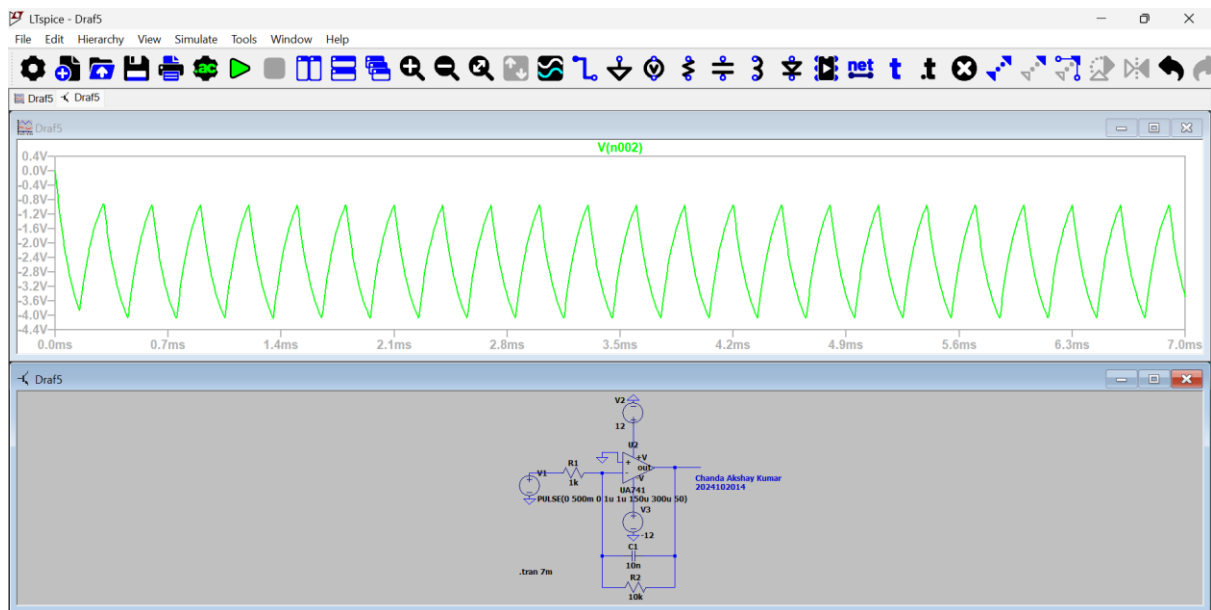 LTspice - Draf5
File Edit Hierarchy View Simulate Tools Window Help
.ac net t .t
Draf5 Draf5
Draf5
V(n002)
0.4V
0.0V
-0.4V
-0.8V
-1.2V
-1.6V
-2.0V
-2.4V
-2.8V
-3.2V
-3.6V
-4.0V
-4.4V
0.0ms 0.7ms 1.4ms 2.1ms 2.8ms 3.5ms 4.2ms 4.9ms 5.6ms 6.3ms 7.0ms
Draf5
V2
12
U2
+V
R1
out
V1
1k
-V
Chanda Akshay Kumar
UA741
2024102014
PULSE(0 500m 0 1u 1u 150u 300u 50)
V3
-12
C1
10n
.tran 7m
R2
10k